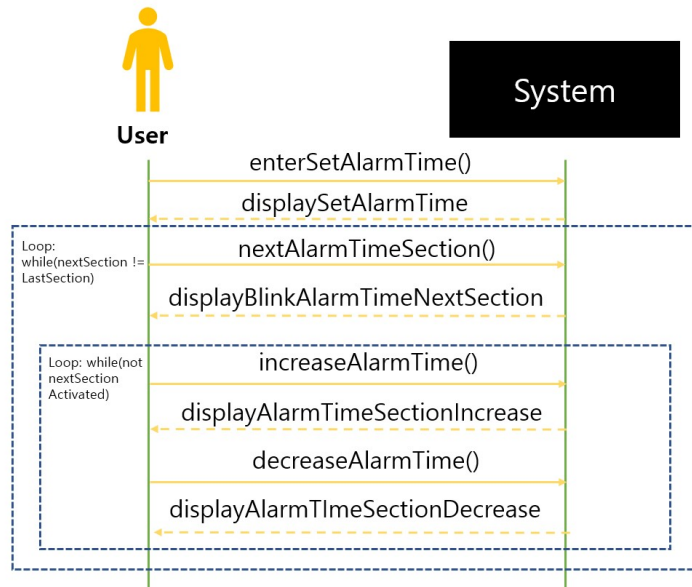 System
User
enterSetAlarmTime()
displaySetAlarmTime
Loop:
while(nextSection !=
LastSection)
nextAlarmTimeSection()
displayBlinkAlarmTimeNextSection
Loop: while(not
nextSection
Activated)
increaseAlarmTime()
displayAlarmTimeSectionIncrease
decreaseAlarmTime()
displayAlarmTImeSectionDecrease